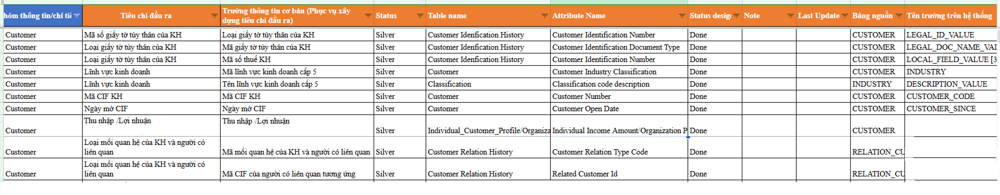 hóm thông tin/chỉ tiê Tiêu chí đầu ra Trường thông tin cơ bản (Phục vụ xây dựng tiêu chí đầu ra) Status Table name Attribute Name Status desig Note Last Update Bảng nguồn Tên trường trên hệ thống
Customer Mã số giấy tờ tùy thân của KH Loại giấy tờ tùy thân của KH Silver Customer Idenfication History Customer Identification Number Done CUSTOMER LEGAL_ID_VALUE
Customer Loại giấy tờ tùy thân của KH Mã giấy tờ tùy thân của KH Silver Customer Idenfication History Customer Identification Document Type Done CUSTOMER LEGAL_DOC_NAME_VAL
Customer Loại giấy tờ tùy thân của KH Mã số thuế KH Silver Customer Idenfication History Customer Identification Number Done CUSTOMER LOCAL_FIELD_VALUE [3
Customer Lĩnh vực kinh doanh Mã lĩnh vực kinh doanh cấp 5 Silver Customer Customer Industry Classification Done CUSTOMER INDUSTRY
Customer Lĩnh vực kinh doanh Tên lĩnh vực kinh doanh cấp 5 Silver Classification Classification code description Done INDUSTRY DESCRIPTION_VALUE
Customer Mã CIF KH Mã CIF KH Silver Customer Customer Number Done CUSTOMER CUSTOMER_CODE
Customer Ngày mở CIF Ngày mở CIF Silver Customer Customer Open Date Done CUSTOMER CUSTOMER_SINCE
Customer Thu nhập /Lợi nhuận Thu nhập /Lợi nhuận Silver Individual_Customer_Profile/Organiza Individual Income Amount/Organization P Done CUSTOMER
Customer Loại mối quan hệ của KH và người có liên quan Mã mối quan hệ của KH và người có liên quan Silver Customer Relation History Customer Relation Type Code Done RELATION_CU
Customer Loại mối quan hệ của KH và người có liên quan Mã CIF của người có liên quan tương ứng Silver Customer Relation History Related Customer Id Done RELATION_CU